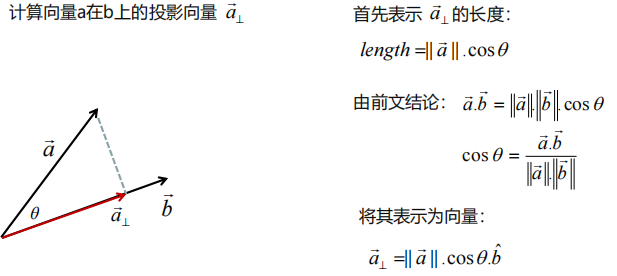 计算向量a在b上的投影向量 $\vec{a}_{\perp}$
$\vec{a}$
$\theta$
$\vec{a}_{\perp}$
$\vec{b}$
首先表示 $\vec{a}_{\perp}$ 的长度：
$length = \|\vec{a}\|.\cos\theta$
由前文结论： $\vec{a}.\vec{b} = \|\vec{a}\|.\|\vec{b}\|.\cos\theta$
$\cos\theta = \frac{\vec{a}.\vec{b}}{\|\vec{a}\|.\|\vec{b}\|}$
将其表示为向量：
$\vec{a}_{\perp} = \|\vec{a}\|.\cos\theta.\hat{b}$